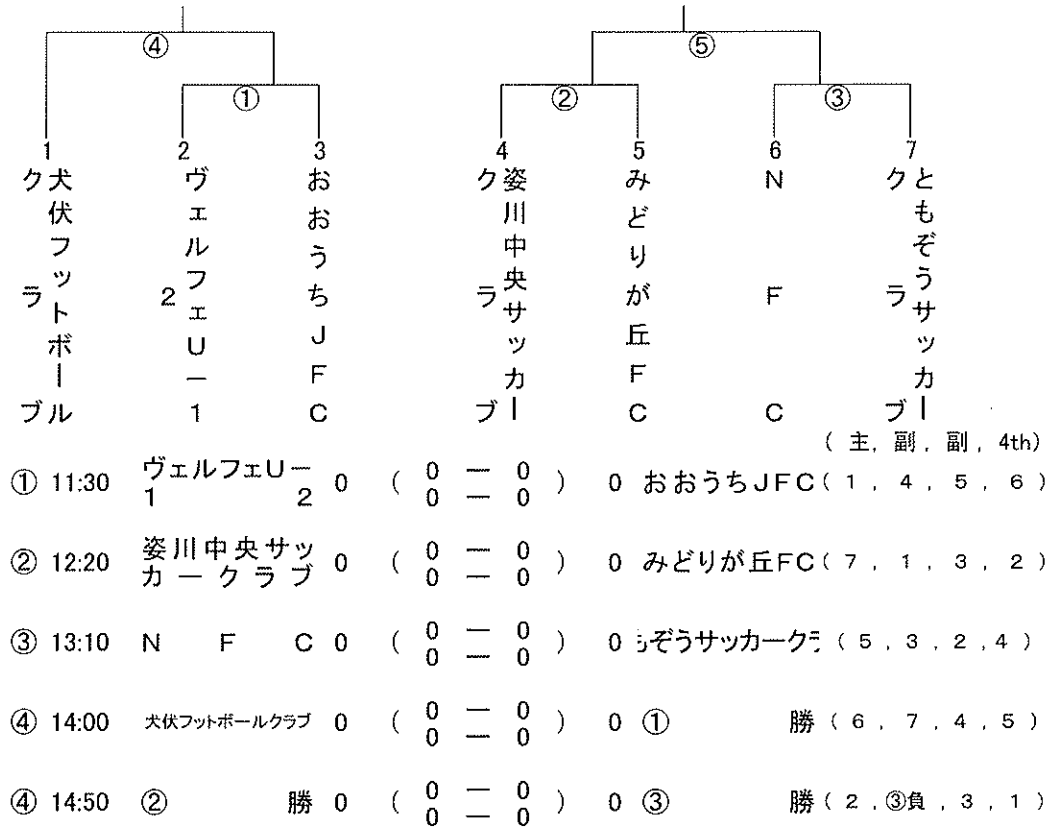 ④ ⑤
① ② ③
1 2 3 4 5 6 7
犬伏フットボールクラブ
ヴェルフェU-12
おおうちJFC
姿川中央サッカークラブ
みどりが丘FC
NFC
ともぞうサッカークラブ
( 主, 副, 副, 4th)
① 11:30 ヴェルフェU-12 0 ( 0 — 0 0 — 0 ) 0 おおうちJFC ( 1 , 4 , 5 , 6 )
② 12:20 姿川中央サッカークラブ 0 ( 0 — 0 0 — 0 ) 0 みどりが丘FC ( 7 , 1 , 3 , 2 )
③ 13:10 N F C 0 ( 0 — 0 0 — 0 ) 0 もぞうサッカークラ ( 5 , 3 , 2 , 4 )
④ 14:00 犬伏フットボールクラブ 0 ( 0 — 0 0 — 0 ) 0 ① 勝 ( 6 , 7 , 4 , 5 )
④ 14:50 ② 勝 0 ( 0 — 0 0 — 0 ) 0 ③ 勝 ( 2 , ③負 , 3 , 1 )